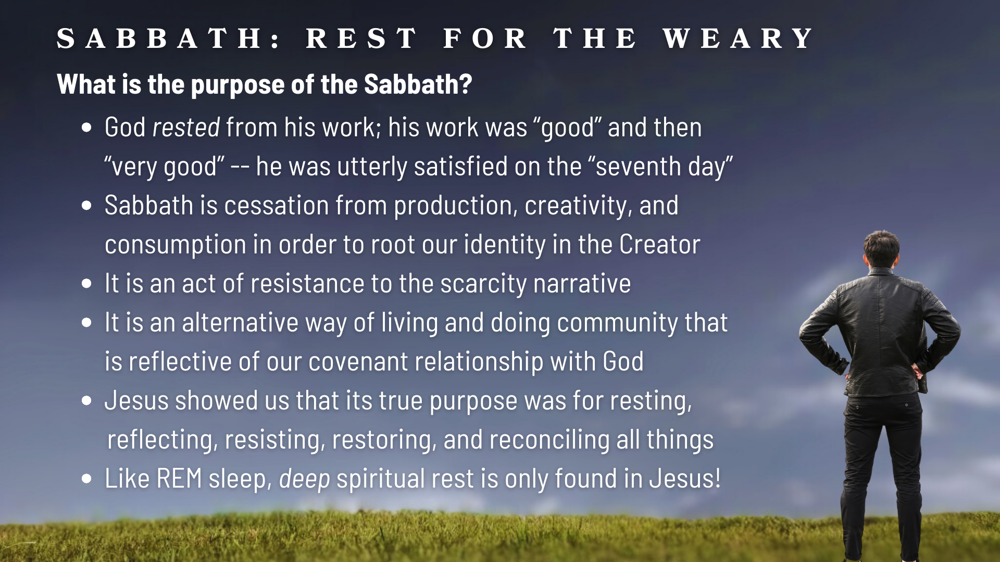 SABBATH: REST FOR THE WEARY
What is the purpose of the Sabbath?
• God rested from his work; his work was “good” and then
“very good” -- he was utterly satisfied on the “seventh day”
• Sabbath is cessation from production, creativity, and
consumption in order to root our identity in the Creator
• It is an act of resistance to the scarcity narrative
• It is an alternative way of living and doing community that
is reflective of our covenant relationship with God
• Jesus showed us that its true purpose was for resting,
reflecting, resisting, restoring, and reconciling all things
• Like REM sleep, deep spiritual rest is only found in Jesus!